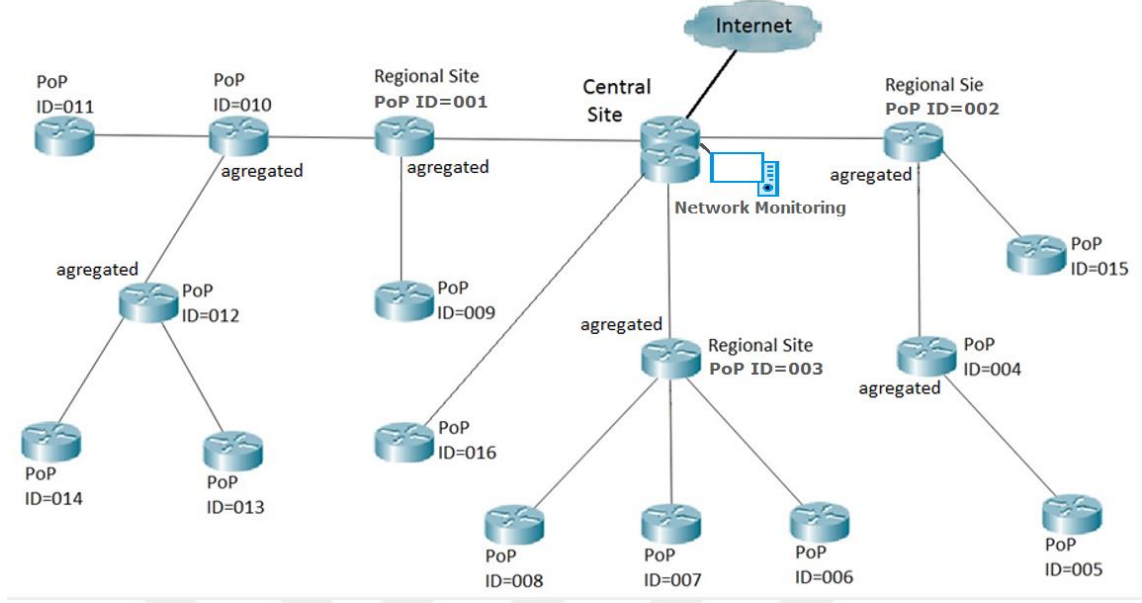 Internet
PoP
ID=011
PoP
ID=010
Regional Site
PoP ID=001
Central
Site
Regional Sie
PoP ID=002
agregated
agregated
agregated
Network Monitoring
PoP
ID=015
agregated
PoP
ID=012
PoP
ID=009
agregated
Regional Site
PoP ID=003
PoP
ID=004
agregated
PoP
ID=016
PoP
ID=014
PoP
ID=013
PoP
ID=008
PoP
ID=007
PoP
ID=006
PoP
ID=005